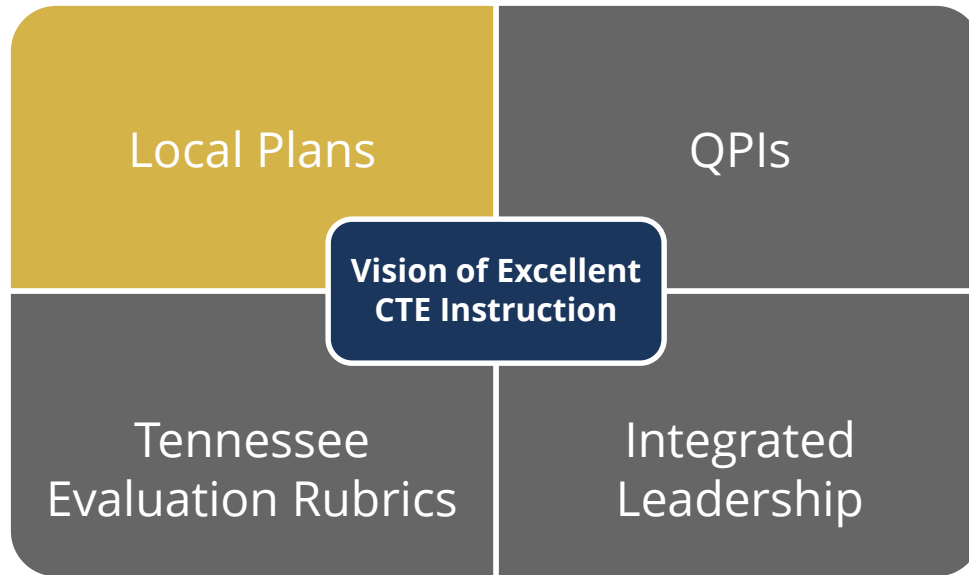 Local Plans
QPIs
Vision of Excellent
CTE Instruction
Tennessee
Evaluation Rubrics
Integrated
Leadership